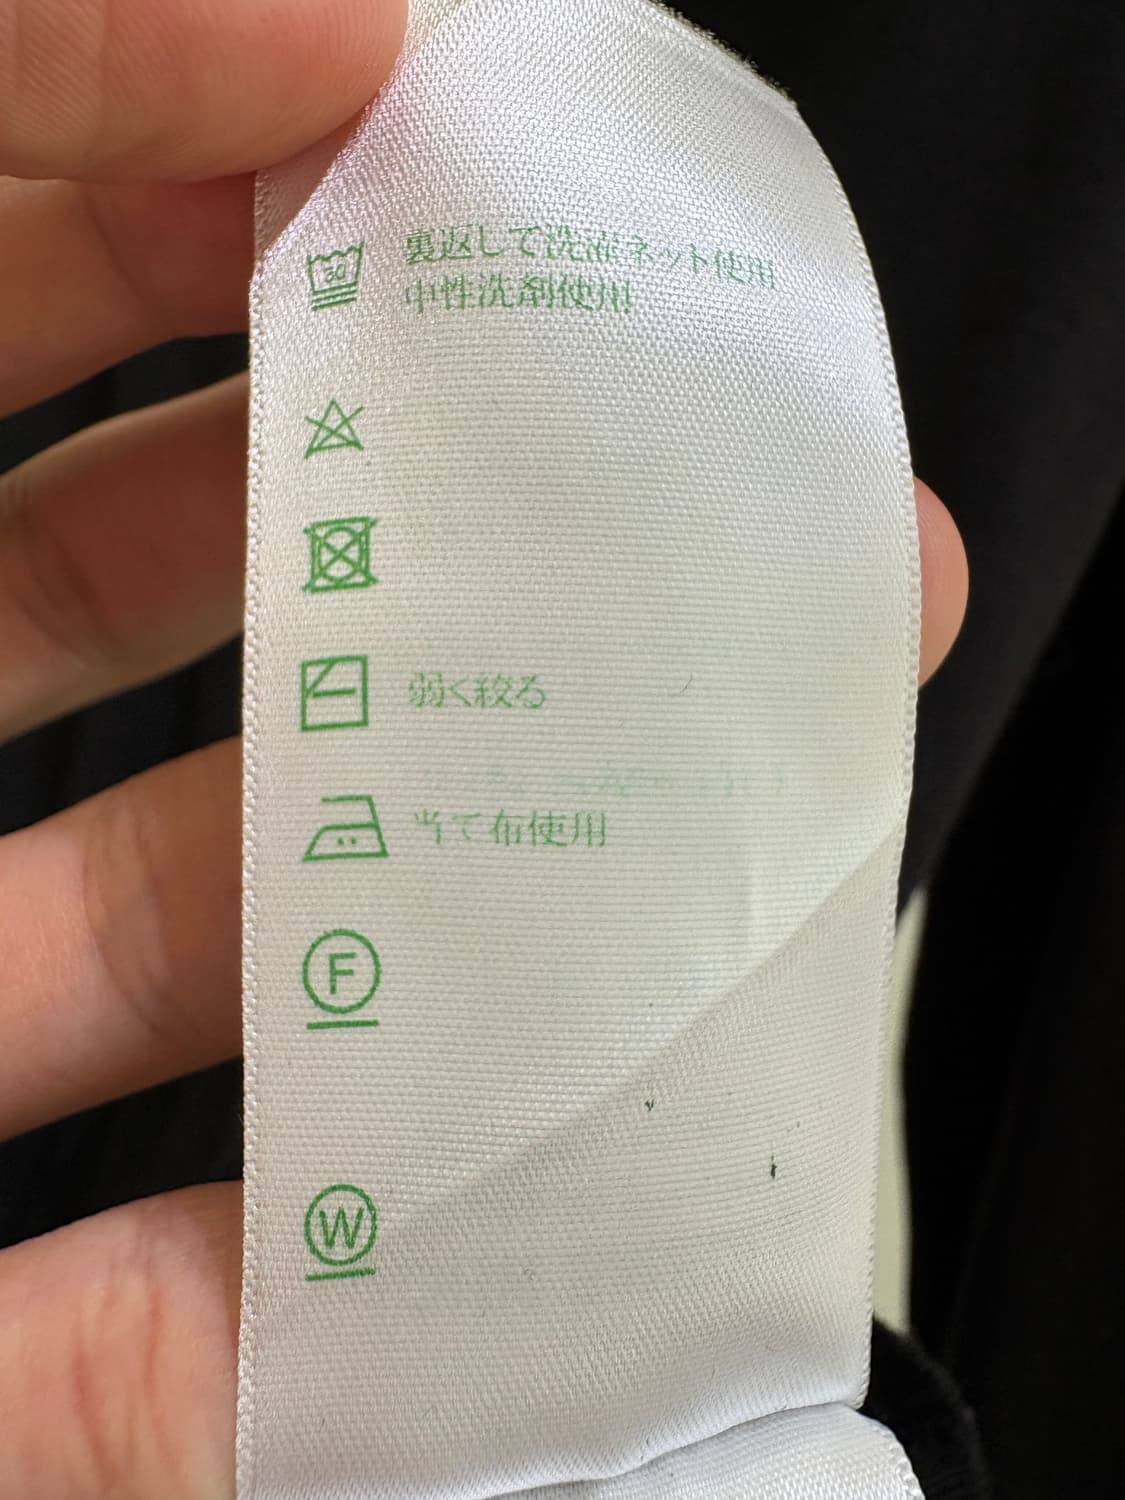 30
裏返して洗濯ネット使用
中性洗剤使用
弱く絞る
当て布使用
F
W